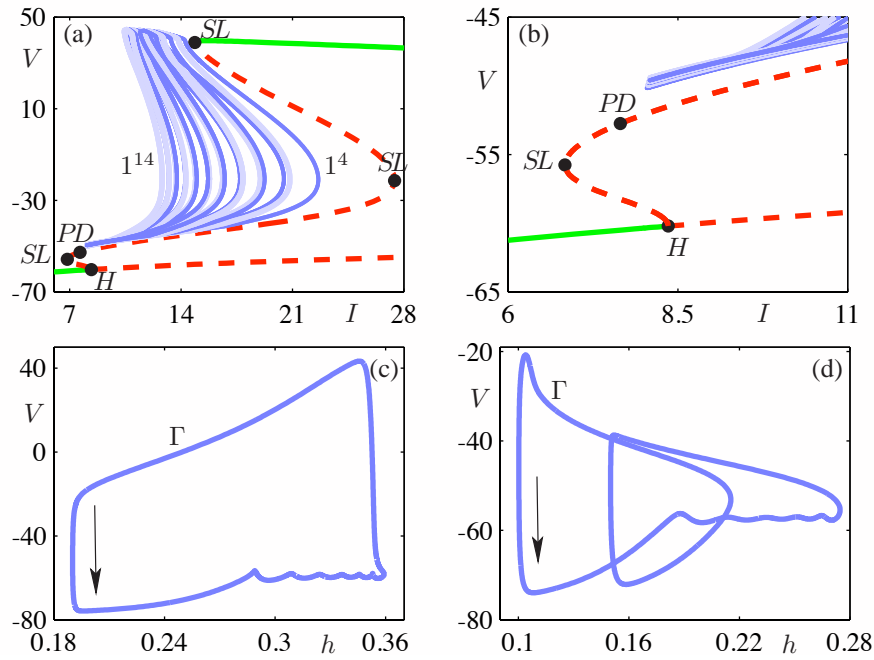 50
(a)
SL
V
10
1^{14}
1^{4}
SL
-30
PD
SL
H
-70
7
14
21
I
28
-45
(b)
V
PD
-55
SL
H
-65
6
8.5
I
11
40
(c)
V
Γ
0
-40
-80
0.18
0.24
0.3
h
0.36
-20
(d)
V
Γ
-40
-60
-80
0.1
0.16
0.22
h
0.28